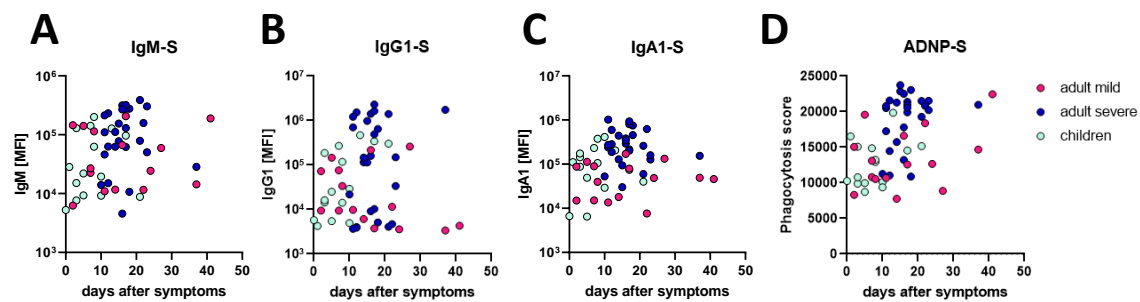 A
IgM-S
IgM [MFI]
10⁶
10⁵
10⁴
10³
0 10 20 30 40 50
days after symptoms
B
IgG1-S
IgG1 [MFI]
10⁷
10⁶
10⁵
10⁴
10³
0 10 20 30 40 50
days after symptoms
C
IgA1-S
IgA1 [MFI]
10⁷
10⁶
10⁵
10⁴
10³
0 10 20 30 40 50
days after symptoms
D
ADNP-S
Phagocytosis score
25000
20000
15000
10000
5000
0
0 10 20 30 40 50
days after symptoms
adult mild
adult severe
children